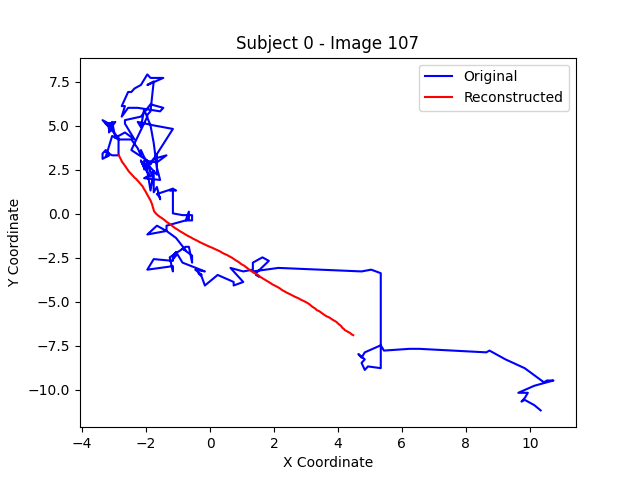 Subject 0 - Image 107
Original
Reconstructed
Y Coordinate
7.5
5.0
2.5
0.0
−2.5
−5.0
−7.5
−10.0
−4 −2 0 2 4 6 8 10
X Coordinate